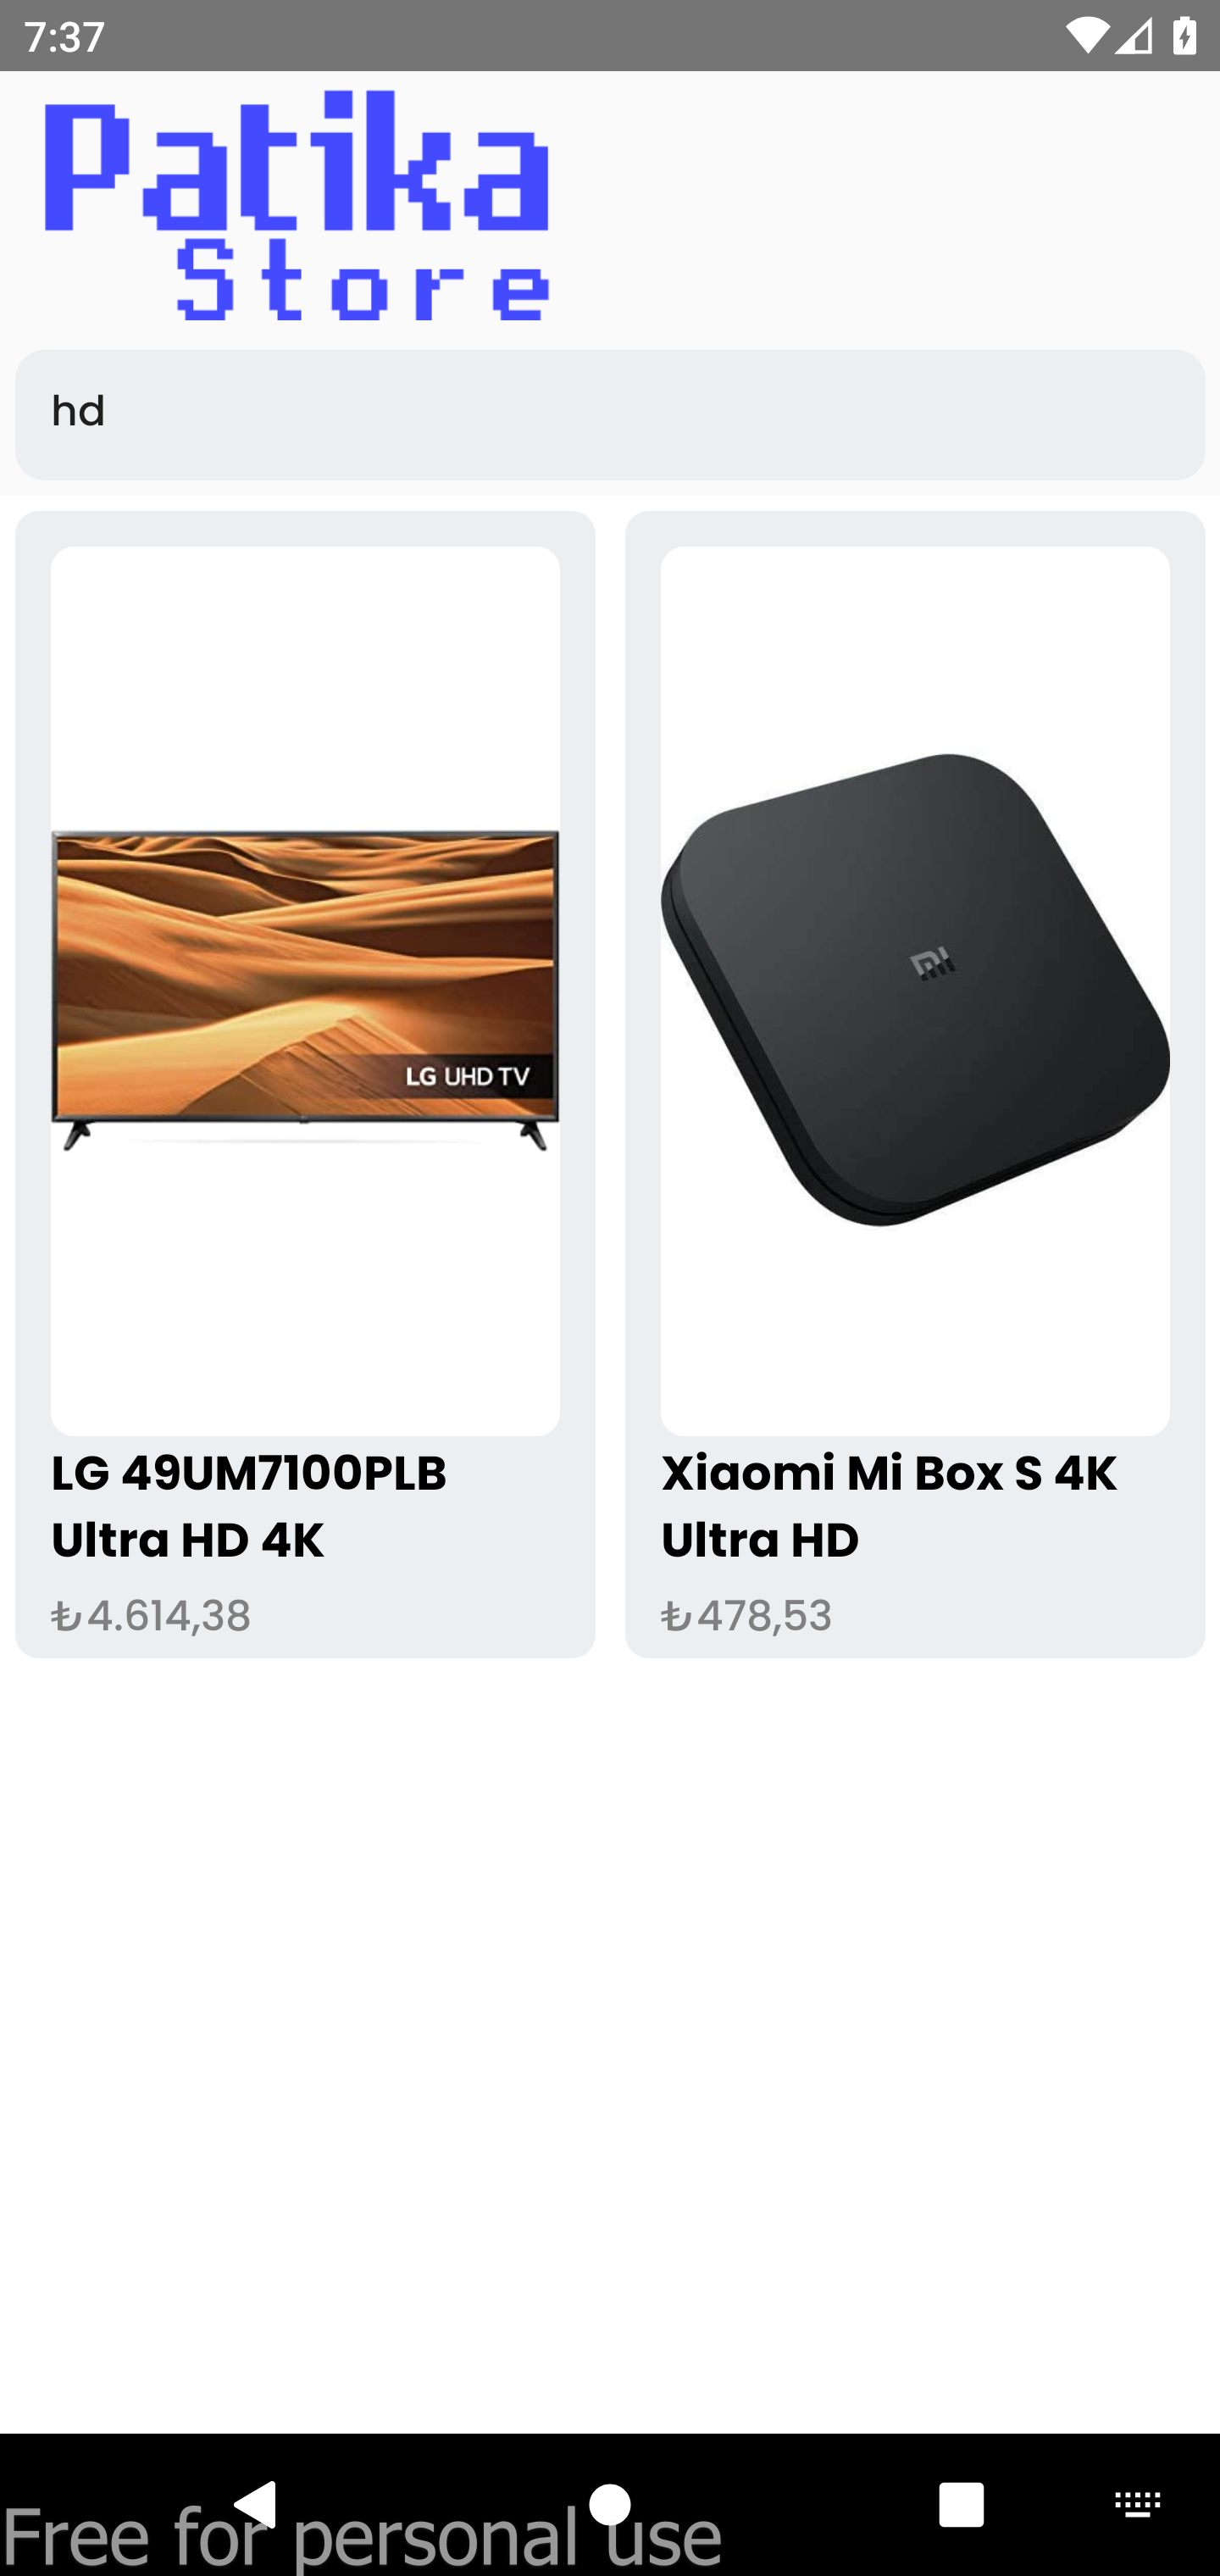 7:37
Patika
Store
hd
LG UHD TV
LG 49UM7100PLB
Ultra HD 4K
₺4.614,38
Xiaomi Mi Box S 4K
Ultra HD
₺478,53
Free for personal use